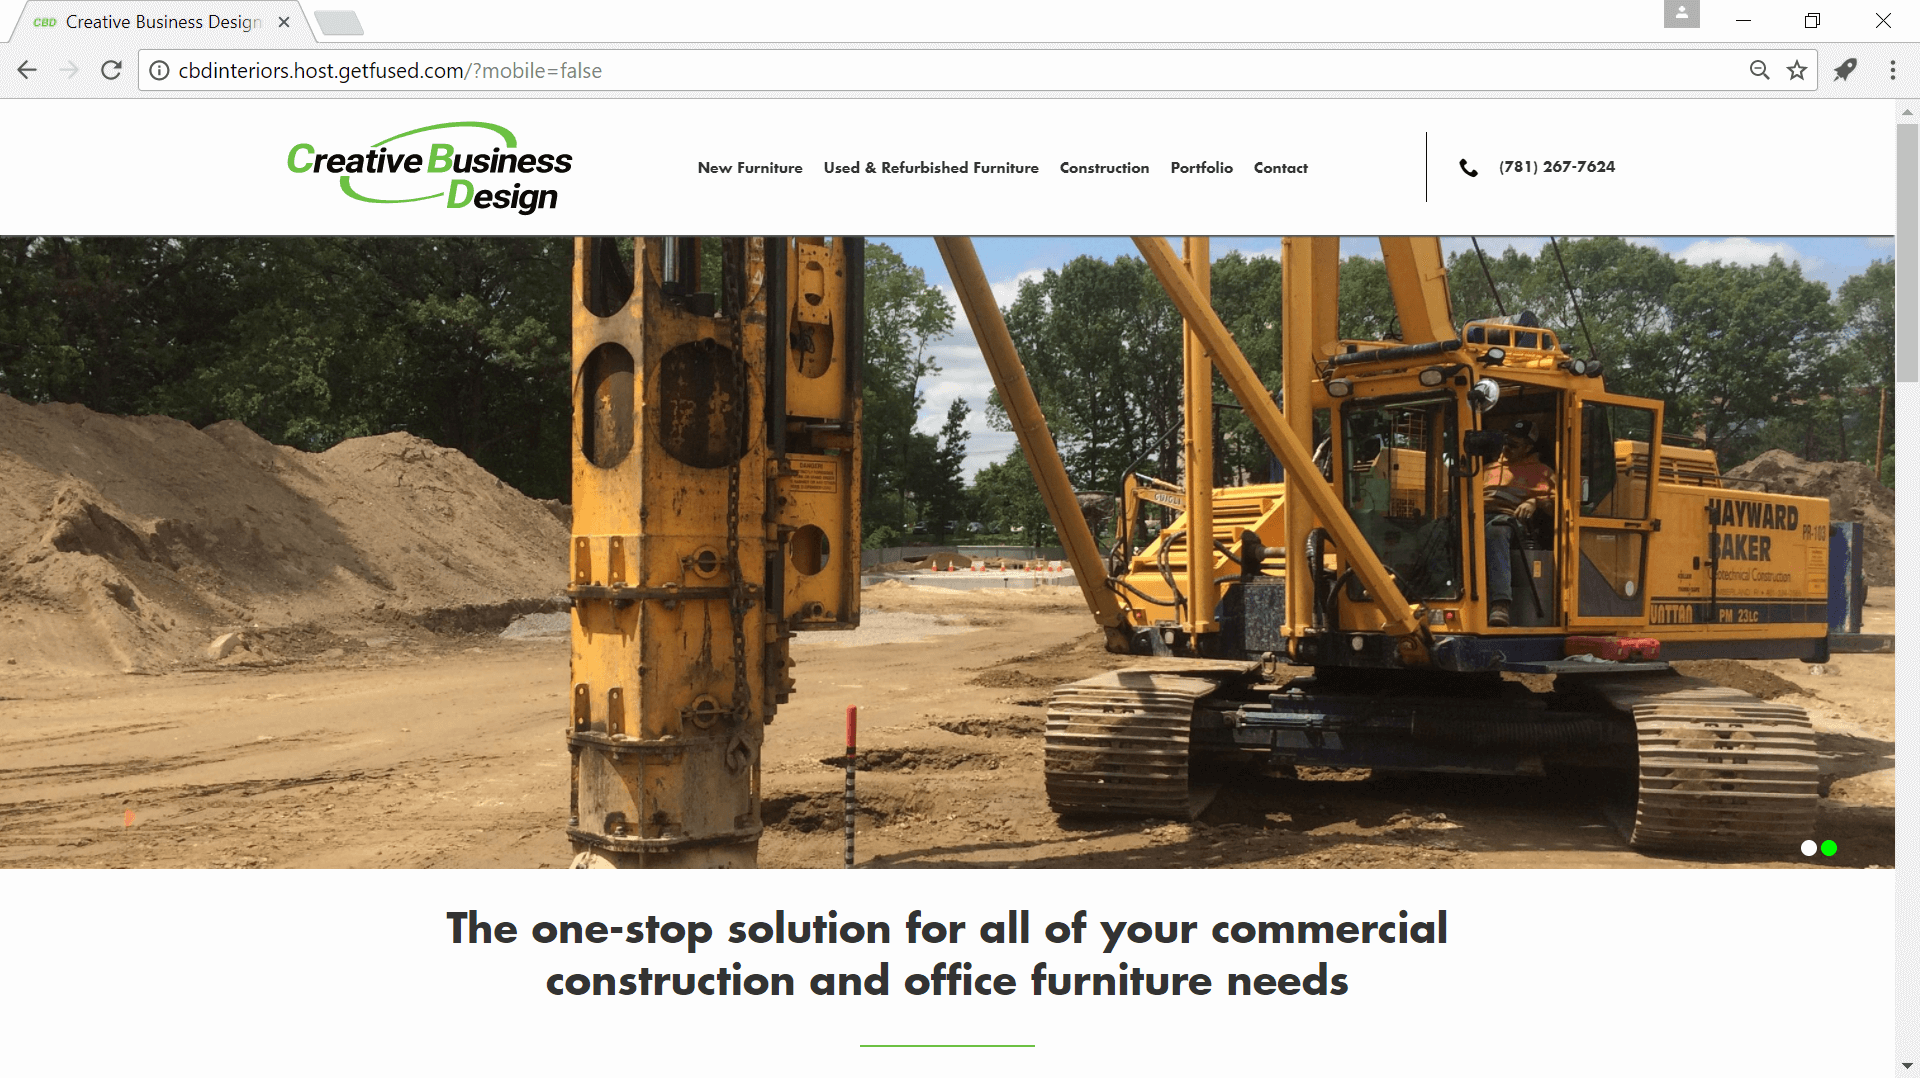 CBD Creative Business Design
cbdinteriors.host.getfused.com/?mobile=false
Creative Business
Design
New Furniture
Used & Refurbished Furniture
Construction
Portfolio
Contact
(781) 267-7624
HAYWARD
BAKER
PR-103
Geotechnical Construction
PM 23LC
The one-stop solution for all of your commercial
construction and office furniture needs